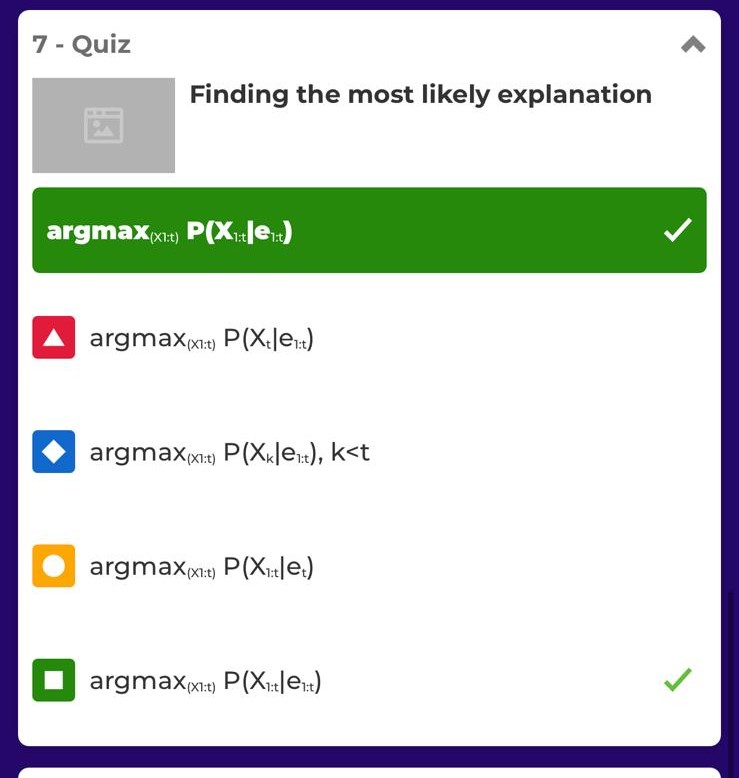 7 - Quiz
Finding the most likely explanation
argmax₍X1:t₎ P(X₁:t|e₁:t)
argmax₍X1:t₎ P(Xt|e₁:t)
argmax₍X1:t₎ P(Xk|e₁:t), k<t
argmax₍X1:t₎ P(X₁:t|et)
argmax₍X1:t₎ P(X₁:t|e₁:t)